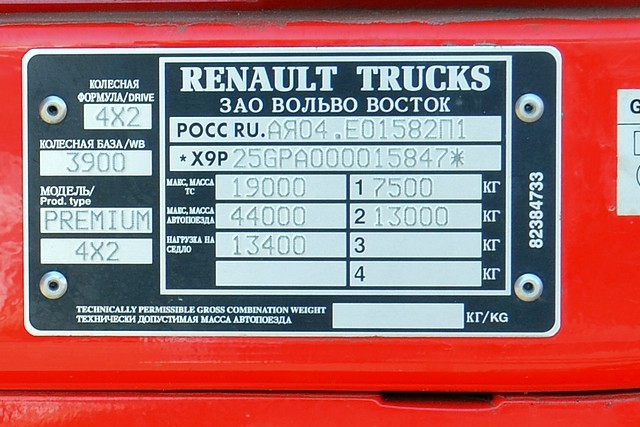 RENAULT TRUCKS
ЗАО ВОЛЬВО ВОСТОК
КОЛЕСНАЯ
ФОРМУЛА/DRIVE
4X2
РОСС RU. АЯ04.Е01582П1
КОЛЕСНАЯ БАЗА/WB
3900
*X9P 25GPA000015847*
МОДЕЛЬ/
Prod. type
PREMIUM
4X2
МАКС. МАССА ТС 19000 1 7500 КГ
МАКС. МАССА АВТОПОЕЗДА 44000 2 13000 КГ
НАГРУЗКА НА СЕДЛО 13400 3 КГ
4 КГ
82384733
TECHNICALLY PERMISSIBLE GROSS COMBINATION WEIGHT
ТЕХНИЧЕСКИ ДОПУСТИМАЯ МАССА АВТОПОЕЗДА
КГ/KG
G